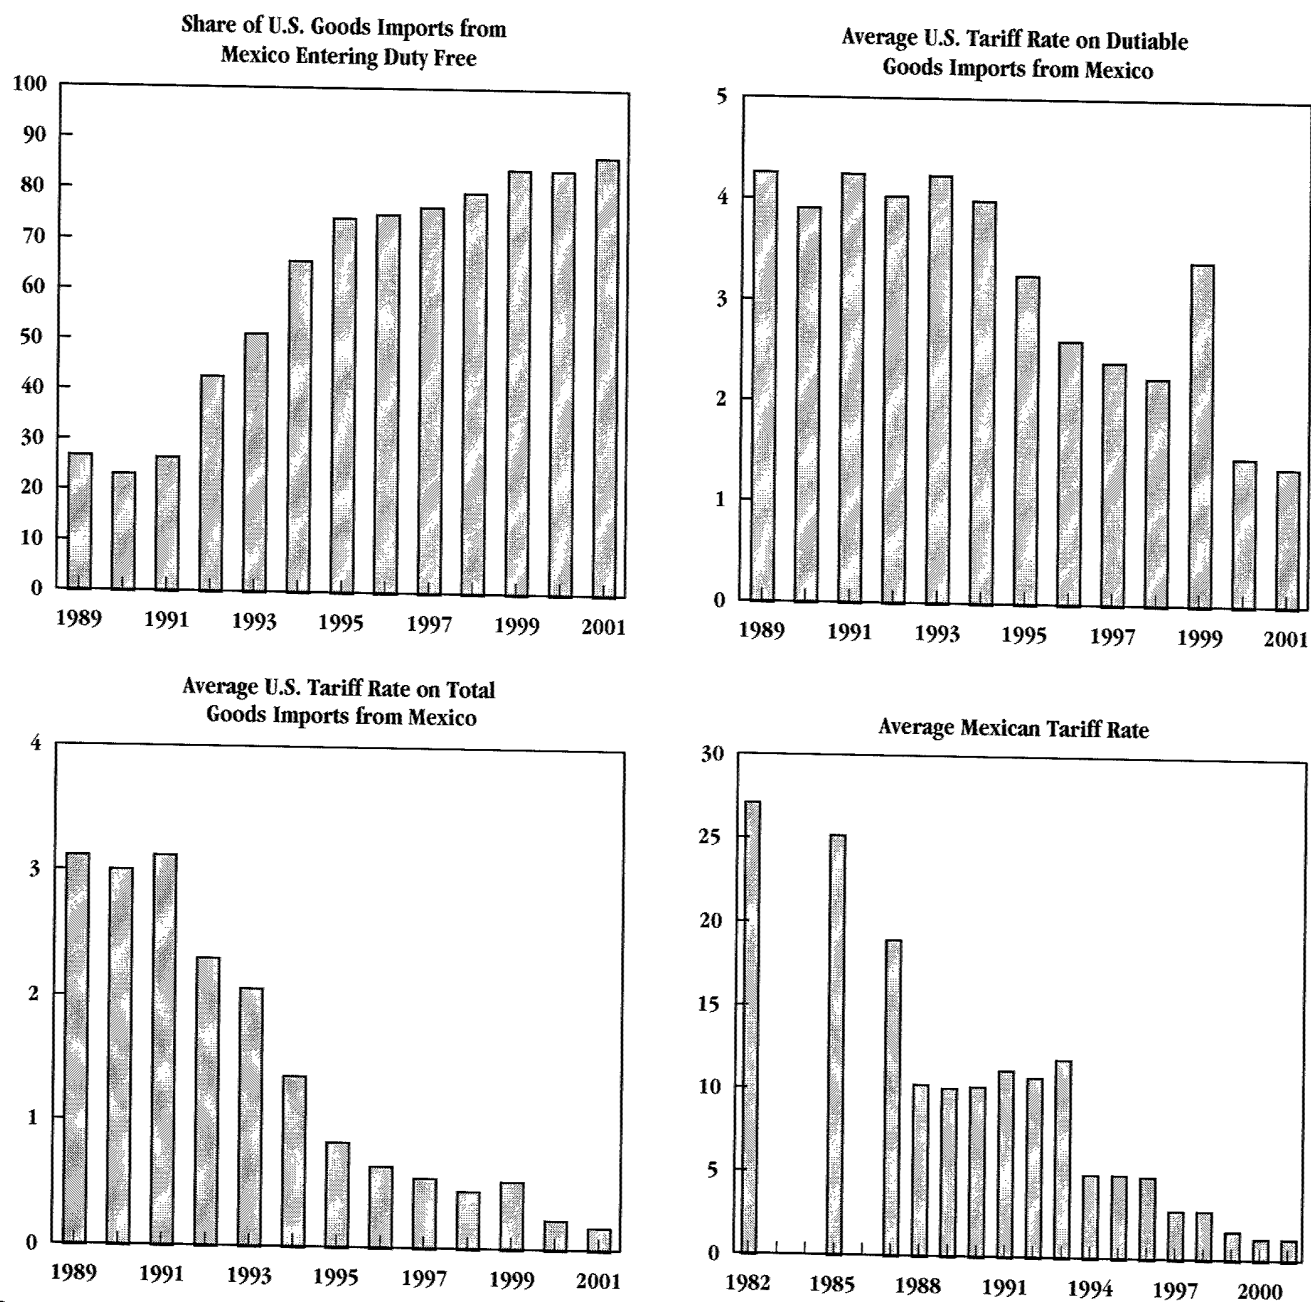 Share of U.S. Goods Imports from
Mexico Entering Duty Free
100
90
80
70
60
50
40
30
20
10
0
1989 1991 1993 1995 1997 1999 2001
Average U.S. Tariff Rate on Dutiable
Goods Imports from Mexico
5
4
3
2
1
0
1989 1991 1993 1995 1997 1999 2001
Average U.S. Tariff Rate on Total
Goods Imports from Mexico
4
3
2
1
0
1989 1991 1993 1995 1997 1999 2001
Average Mexican Tariff Rate
30
25
20
15
10
5
0
1982 1985 1988 1991 1994 1997 2000